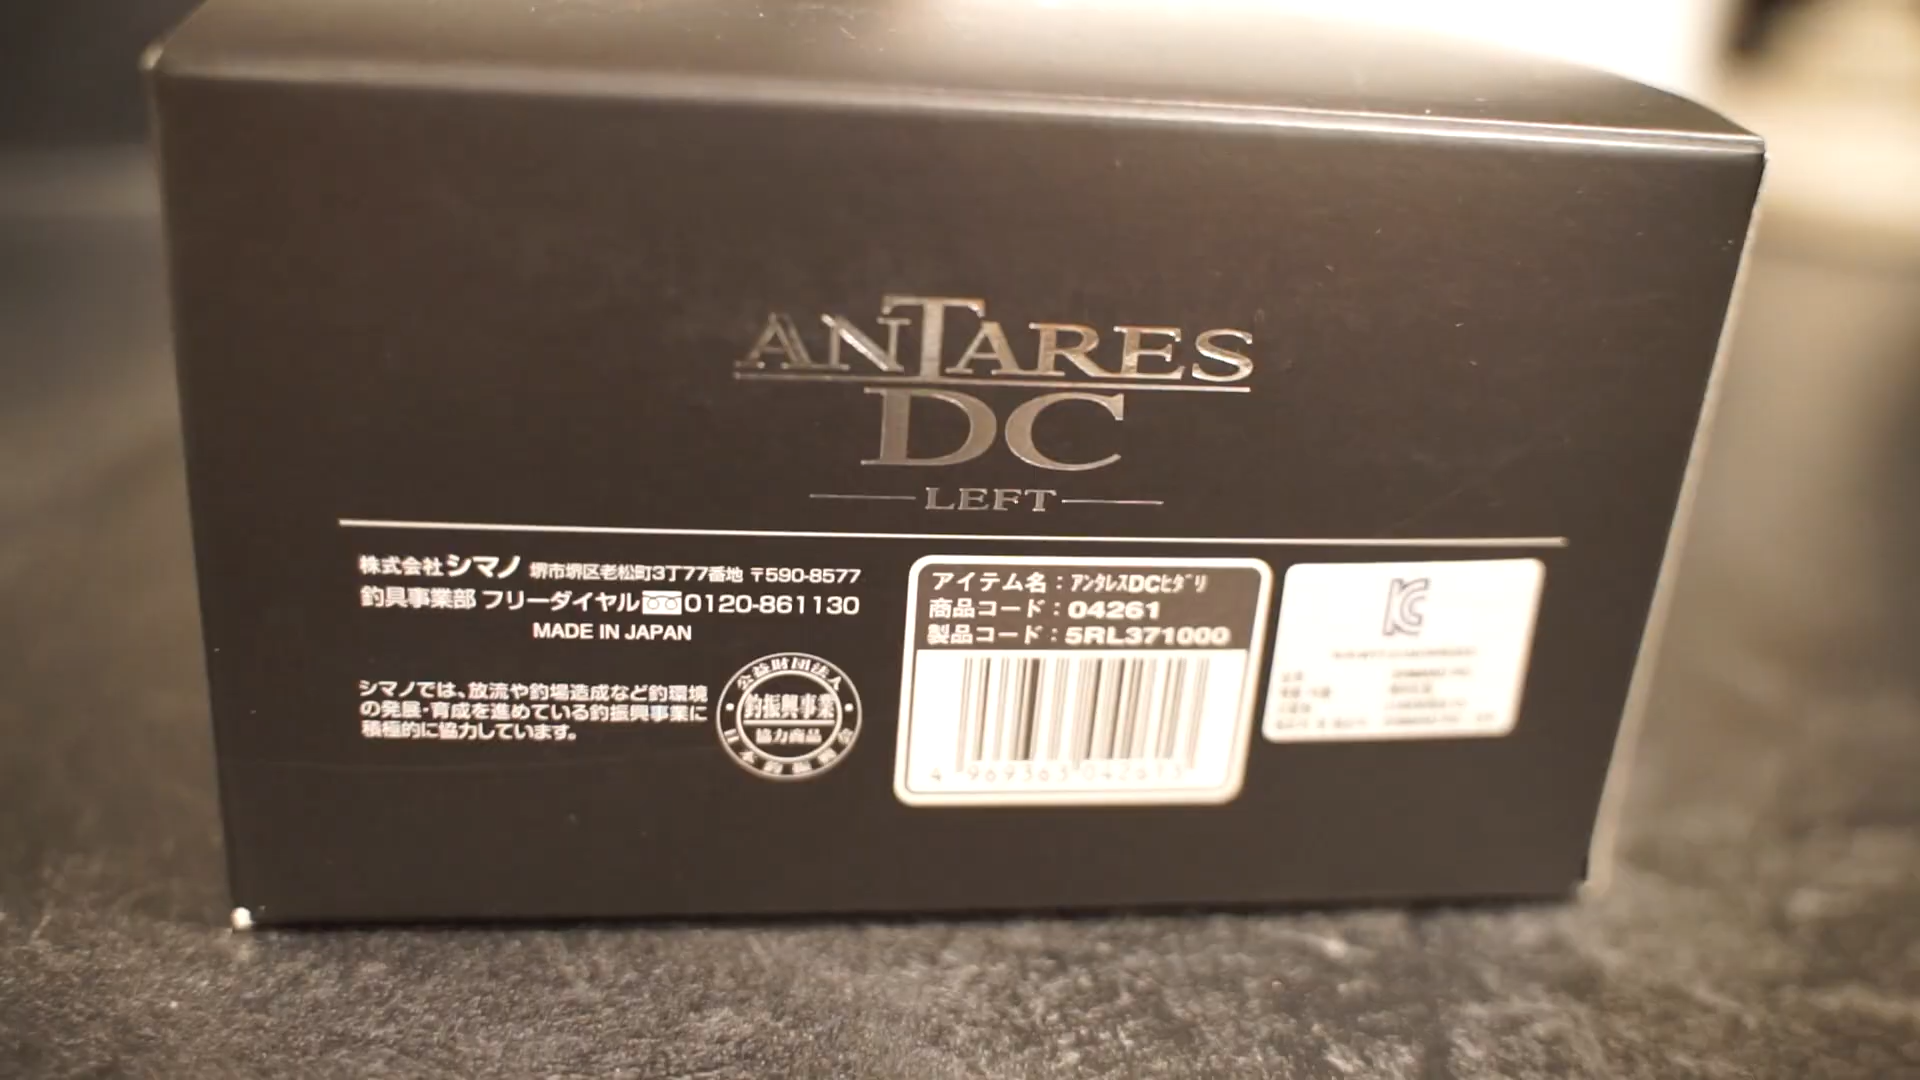 ANTARES
DC
LEFT
株式会社シマノ 堺市堺区老松町3丁77番地 〒590-8577
釣具事業部 フリーダイヤル 0120-861130
MADE IN JAPAN
シマノでは、放流や釣場造成など釣環境
の発展・育成を進めている釣振興事業に
積極的に協力しています。
公益財団法人
釣振興事業
協力商品
日本釣振興会
アイテム名：ｱﾝﾀﾚｽDCﾋﾀﾞﾘ
商品コード：04261
製品コード：5RL371000
4 969363 042613